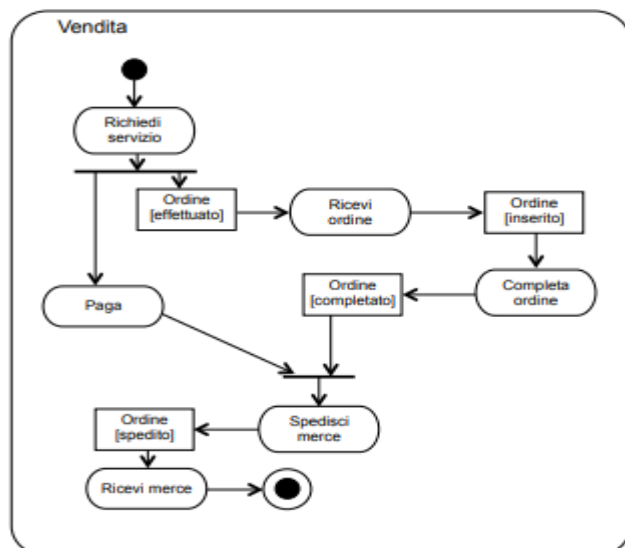 Vendita
Richiedi
servizio
Ordine
[effettuato]
Ricevi
ordine
Ordine
[inserito]
Ordine
[completato]
Completa
ordine
Paga
Ordine
[spedito]
Spedisci
merce
Ricevi merce